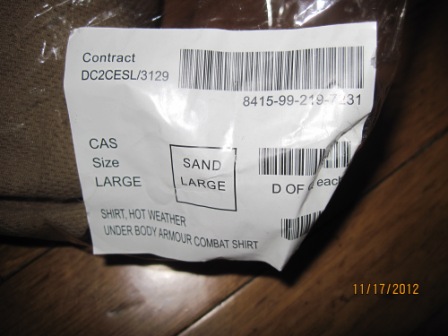 Contract
DC2CESL/3129
8415-99-219-7231
CAS
Size
LARGE
SAND
LARGE
D OF
each
SHIRT, HOT WEATHER
UNDER BODY ARMOUR COMBAT SHIRT
11/17/2012